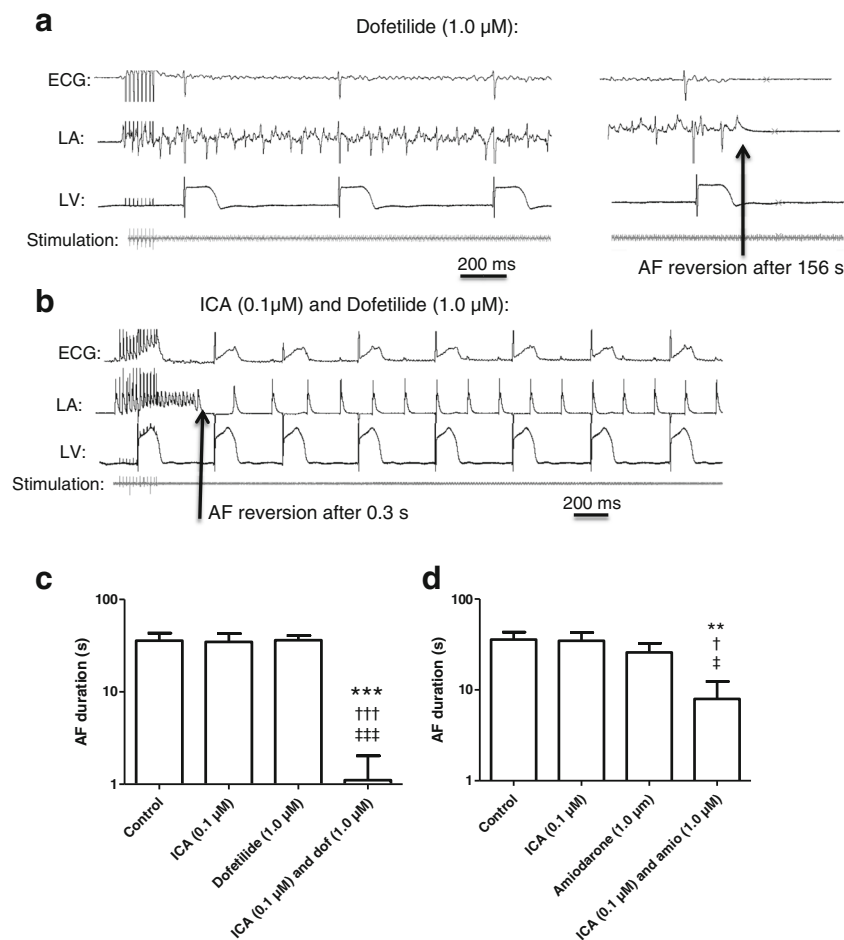 a
Dofetilide (1.0 µM):
ECG:
LA:
LV:
Stimulation:
200 ms
AF reversion after 156 s
b
ICA (0.1µM) and Dofetilide (1.0 µM):
ECG:
LA:
LV:
Stimulation:
AF reversion after 0.3 s
200 ms
c
AF duration (s)
100
10
1
***
†††
‡‡‡
Control
ICA (0.1 µM)
Dofetilide (1.0 µM)
ICA (0.1 µM) and dof (1.0 µM)
d
AF duration (s)
100
10
1
**
†
‡
Control
ICA (0.1 µM)
Amiodarone (1.0 µm)
ICA (0.1 µM) and amio (1.0 µM)